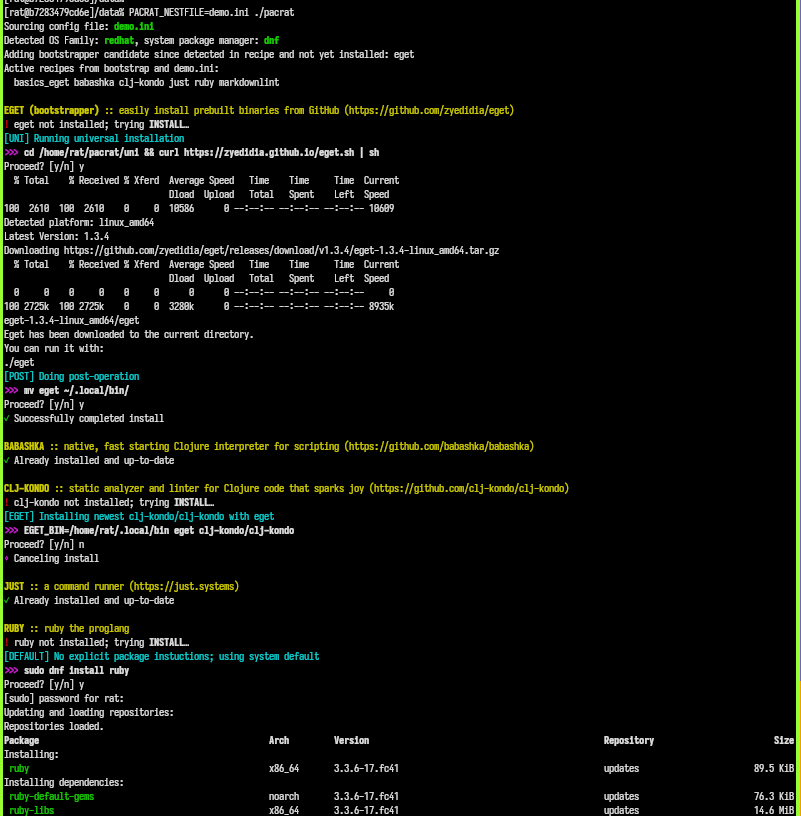 [rat@b7283479cd6e]/data% PACRAT_NESTFILE=demo.ini ./pacrat
Sourcing config file: demo.ini
Detected OS Family: redhat, system package manager: dnf
Adding bootstrapper candidate since detected in recipe and not yet installed: eget
Active recipes from bootstrap and demo.ini:
  basics_eget babashka clj-kondo just ruby markdownlint
EGET (bootstrapper) :: easily install prebuilt binaries from GitHub (https://github.com/zyedidia/eget)
! eget not installed; trying INSTALL…
[UNI] Running universal installation
>>> cd /home/rat/pacrat/uni && curl https://zyedidia.github.io/eget.sh | sh
Proceed? [y/n] y
  % Total    % Received % Xferd  Average Speed   Time    Time     Time  Current
                                 Dload  Upload   Total   Spent    Left  Speed
100  2610  100  2610    0     0  10586      0 --:--:-- --:--:-- --:--:-- 10609
Detected platform: linux_amd64
Latest Version: 1.3.4
Downloading https://github.com/zyedidia/eget/releases/download/v1.3.4/eget-1.3.4-linux_amd64.tar.gz
  % Total    % Received % Xferd  Average Speed   Time    Time     Time  Current
                                 Dload  Upload   Total   Spent    Left  Speed
  0     0    0     0    0     0      0      0 --:--:-- --:--:-- --:--:--     0
100 2725k  100 2725k    0     0  3280k      0 --:--:-- --:--:-- --:--:-- 8935k
eget-1.3.4-linux_amd64/eget
Eget has been downloaded to the current directory.
You can run it with:
./eget
[POST] Doing post-operation
>>> mv eget ~/.local/bin/
Proceed? [y/n] y
✓ Successfully completed install
BABASHKA :: native, fast starting Clojure interpreter for scripting (https://github.com/babashka/babashka)
✓ Already installed and up-to-date
CLJ-KONDO :: static analyzer and linter for Clojure code that sparks joy (https://github.com/clj-kondo/clj-kondo)
! clj-kondo not installed; trying INSTALL…
[EGET] Installing newest clj-kondo/clj-kondo with eget
>>> EGET_BIN=/home/rat/.local/bin eget clj-kondo/clj-kondo
Proceed? [y/n] n
* Canceling install
JUST :: a command runner (https://just.systems)
✓ Already installed and up-to-date
RUBY :: ruby the proglang
! ruby not installed; trying INSTALL…
[DEFAULT] No explicit package instuctions; using system default
>>> sudo dnf install ruby
Proceed? [y/n] y
[sudo] password for rat:
Updating and loading repositories:
Repositories loaded.
Package Arch Version Repository Size
Installing:
 ruby x86_64 3.3.6-17.fc41 updates 89.5 KiB
Installing dependencies:
 ruby-default-gems noarch 3.3.6-17.fc41 updates 76.3 KiB
 ruby-libs x86_64 3.3.6-17.fc41 updates 14.6 MiB